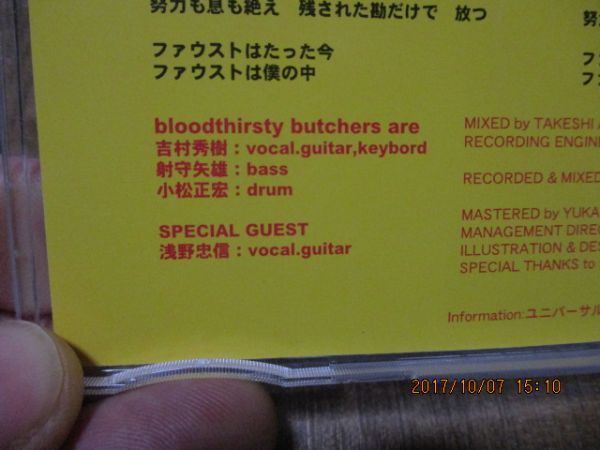 努力も息も絶え 残された勘だけで 放つ
ファウストはたった今
ファウストは僕の中
bloodthirsty butchers are
吉村秀樹：vocal.guitar,keybord
射守矢雄：bass
小松正宏：drum
SPECIAL GUEST
浅野忠信：vocal.guitar
努
フ
フ
MIXED by TAKESHI
RECORDING ENGINE
RECORDED & MIXED
MASTERED by YUKA
MANAGEMENT DIREC
ILLUSTRATION & DES
SPECIAL THANKS to
Information:ユニバーサル
2017/10/07 15:10